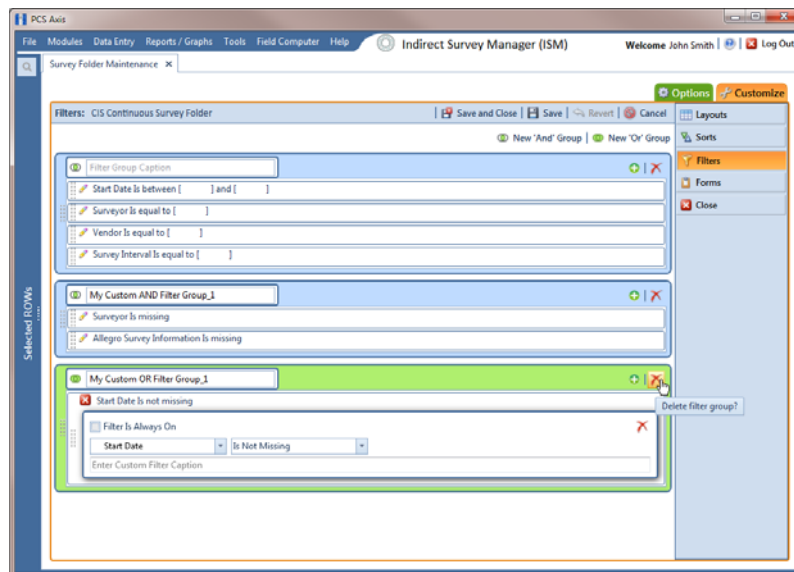 PCS Axis
File Modules Data Entry Reports / Graphs Tools Field Computer Help
Indirect Survey Manager (ISM)
Welcome John Smith | Log Out
Survey Folder Maintenance ×
Options Customize
Filters: CIS Continuous Survey Folder
Save and Close | Save | Revert | Cancel
Layouts
New 'And' Group | New 'Or' Group
Sorts
Filters
Forms
Close
Filter Group Caption
Start Date Is between [ ] and [ ]
Surveyor Is equal to [ ]
Vendor Is equal to [ ]
Survey Interval Is equal to [ ]
My Custom AND Filter Group_1
Surveyor Is missing
Allegro Survey Information Is missing
My Custom OR Filter Group_1
Delete filter group?
Start Date Is not missing
Filter Is Always On
Start Date Is Not Missing
Enter Custom Filter Caption
Selected ROWs